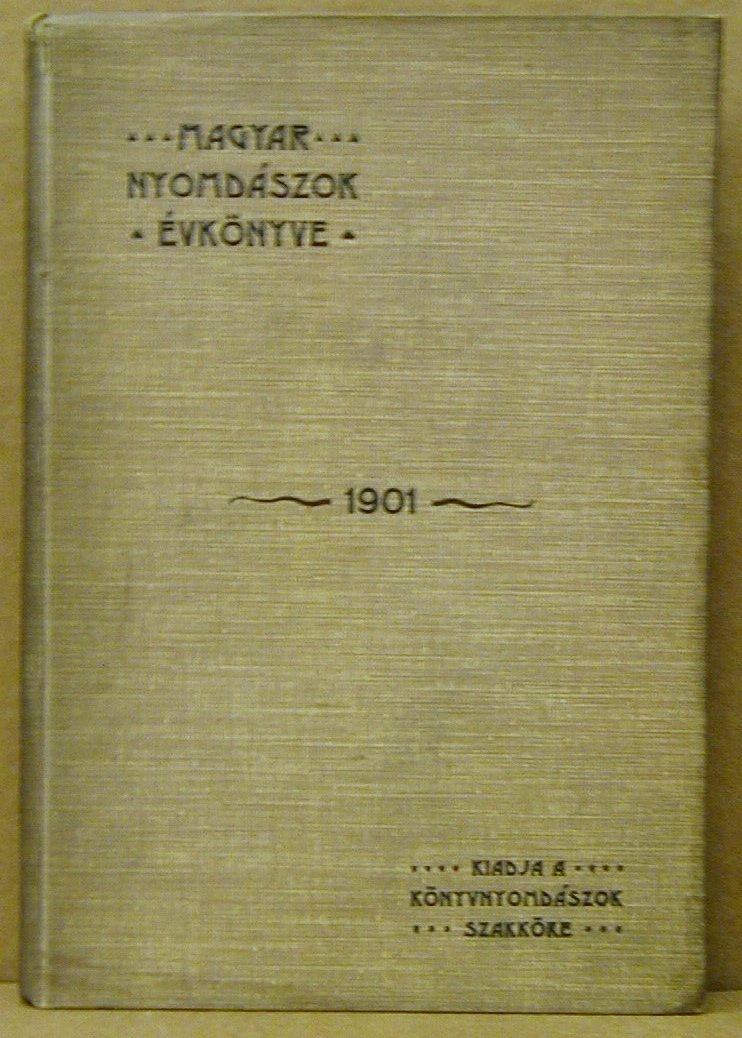 MAGYAR
NYOMDÁSZOK
ÉVKÖNYVE
1901
KIADJA A
KÖNYVNYOMDÁSZOK
SZAKKÖRE